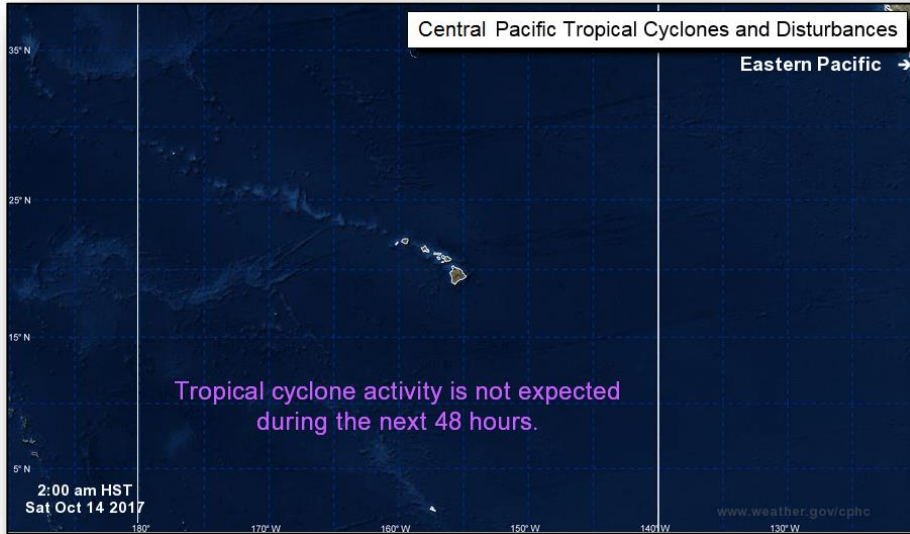 Central Pacific Tropical Cyclones and Disturbances
35° N
Eastern Pacific →
25° N
15° N
Tropical cyclone activity is not expected
during the next 48 hours.
5° N
2:00 am HST
Sat Oct 14 2017
www.weather.gov/cphc
180° 170° W 160° W 150° W 140° W 130° W